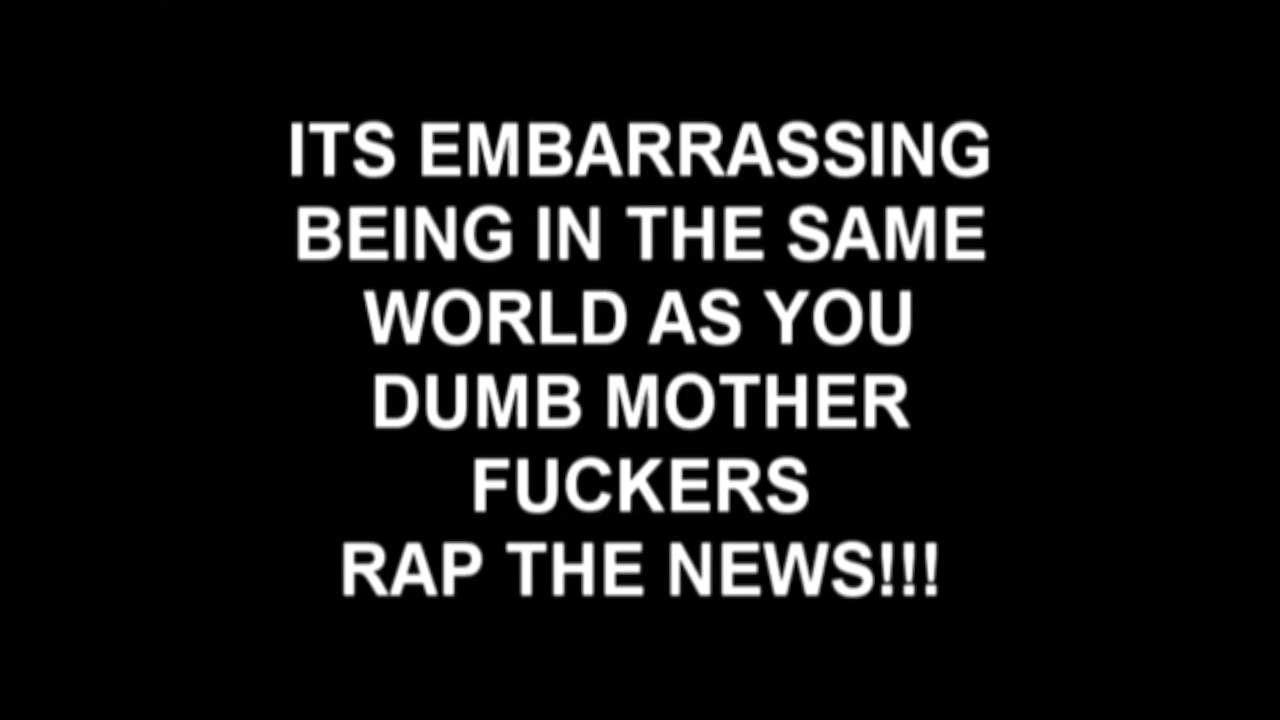 ITS EMBARRASSING
BEING IN THE SAME
WORLD AS YOU
DUMB MOTHER
FUCKERS
RAP THE NEWS!!!